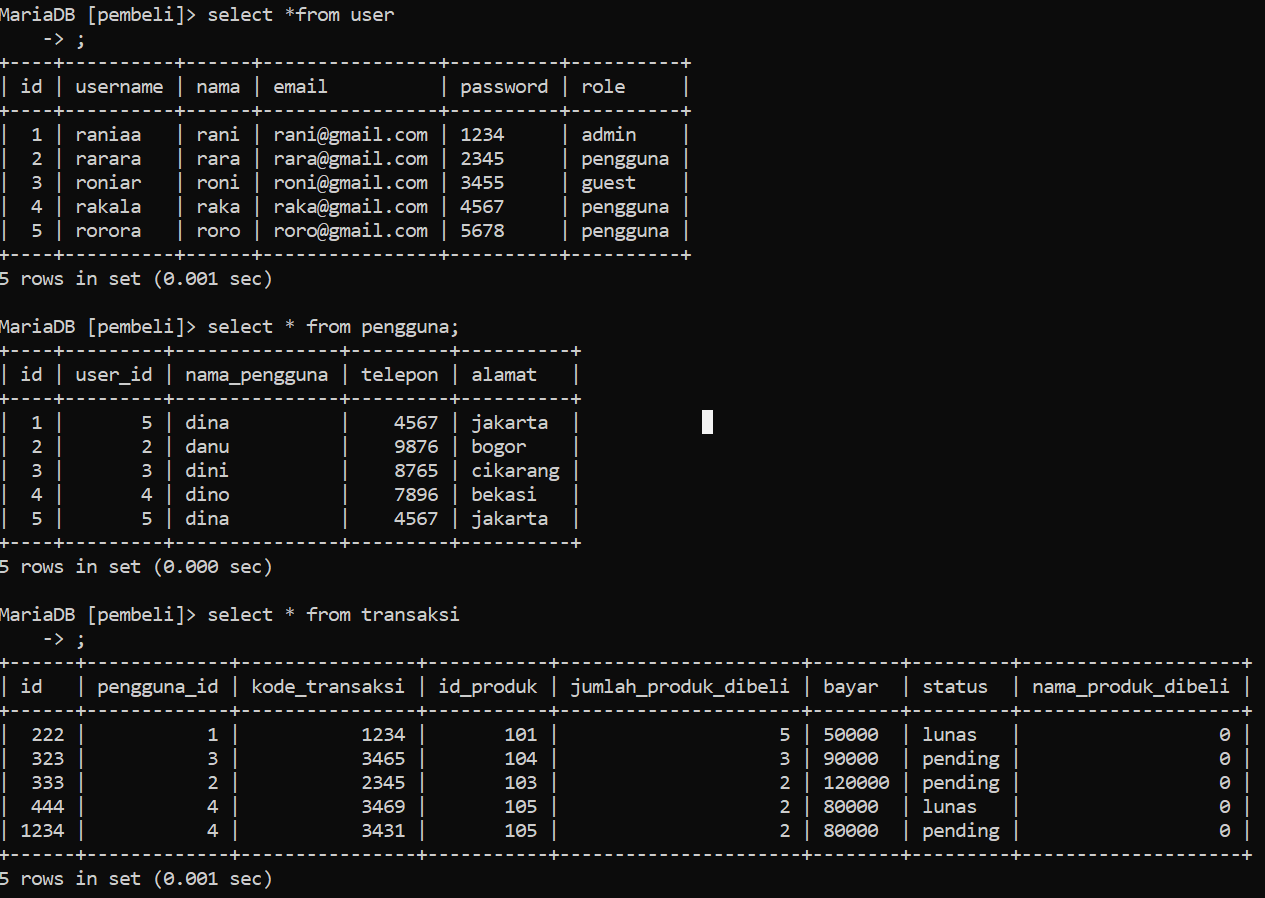 MariaDB [pembeli]> select *from user
    -> ;
+----+----------+------+----------------+----------+----------+
| id | username | nama | email          | password | role     |
+----+----------+------+----------------+----------+----------+
|  1 | raniaa   | rani | rani@gmail.com | 1234     | admin    |
|  2 | rarara   | rara | rara@gmail.com | 2345     | pengguna |
|  3 | roniar   | roni | roni@gmail.com | 3455     | guest    |
|  4 | rakala   | raka | raka@gmail.com | 4567     | pengguna |
|  5 | rorora   | roro | roro@gmail.com | 5678     | pengguna |
+----+----------+------+----------------+----------+----------+
5 rows in set (0.001 sec)

MariaDB [pembeli]> select * from pengguna;
+----+---------+---------------+---------+----------+
| id | user_id | nama_pengguna | telepon | alamat   |
+----+---------+---------------+---------+----------+
|  1 |       5 | dina          |    4567 | jakarta  |
|  2 |       2 | danu          |    9876 | bogor    |
|  3 |       3 | dini          |    8765 | cikarang |
|  4 |       4 | dino          |    7896 | bekasi   |
|  5 |       5 | dina          |    4567 | jakarta  |
+----+---------+---------------+---------+----------+
5 rows in set (0.000 sec)

MariaDB [pembeli]> select * from transaksi
    -> ;
+------+-------------+----------------+-----------+----------------------+--------+---------+--------------------+
| id   | pengguna_id | kode_transaksi | id_produk | jumlah_produk_dibeli | bayar  | status  | nama_produk_dibeli |
+------+-------------+----------------+-----------+----------------------+--------+---------+--------------------+
|  222 |           1 |           1234 |       101 |                    5 | 50000  | lunas   |                  0 |
|  323 |           3 |           3465 |       104 |                    3 | 90000  | pending |                  0 |
|  333 |           2 |           2345 |       103 |                    2 | 120000 | pending |                  0 |
|  444 |           4 |           3469 |       105 |                    2 | 80000  | lunas   |                  0 |
| 1234 |           4 |           3431 |       105 |                    2 | 80000  | pending |                  0 |
+------+-------------+----------------+-----------+----------------------+--------+---------+--------------------+
5 rows in set (0.001 sec)